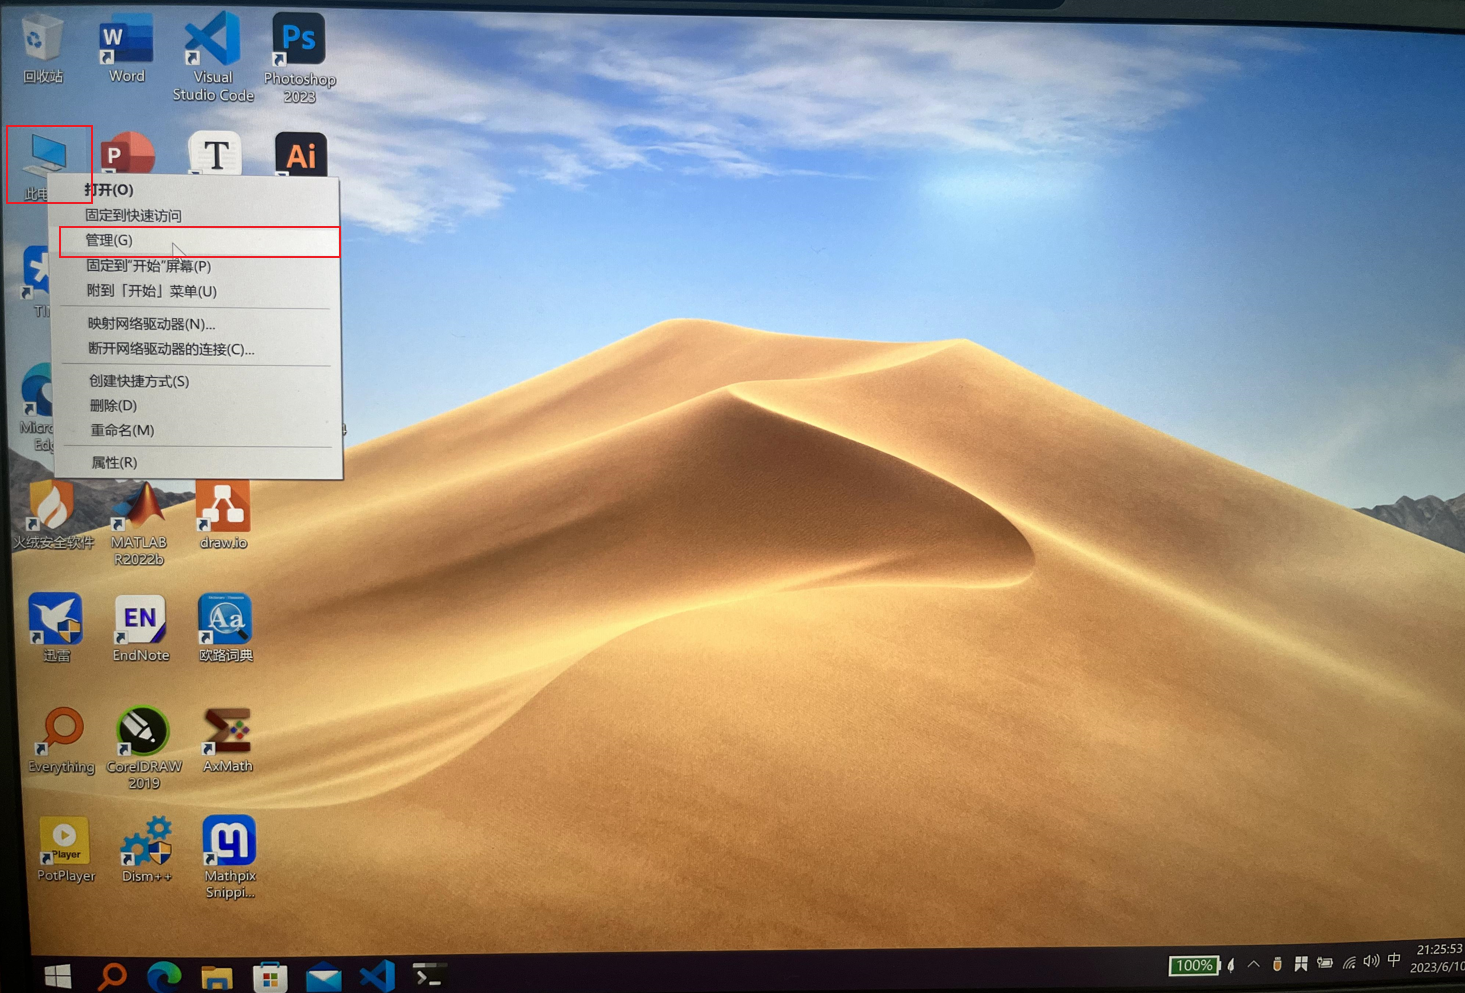 回收站
Word
Visual
Studio Code
Photoshop
2023
W
Ps
P
T
Ai
此电
打开(O)
固定到快速访问
管理(G)
固定到"开始"屏幕(P)
附到「开始」菜单(U)
映射网络驱动器(N)...
断开网络驱动器的连接(C)...
创建快捷方式(S)
删除(D)
重命名(M)
属性(R)
Micro
Edg
火绒安全软件
MATLAB
R2022b
draw.io
EN
Aa
迅雷
EndNote
欧路词典
Everything
CorelDRAW
2019
AxMath
Player
PotPlayer
Dism++
Mathpix
Snippi...
100%
中
21:25:53
2023/6/10